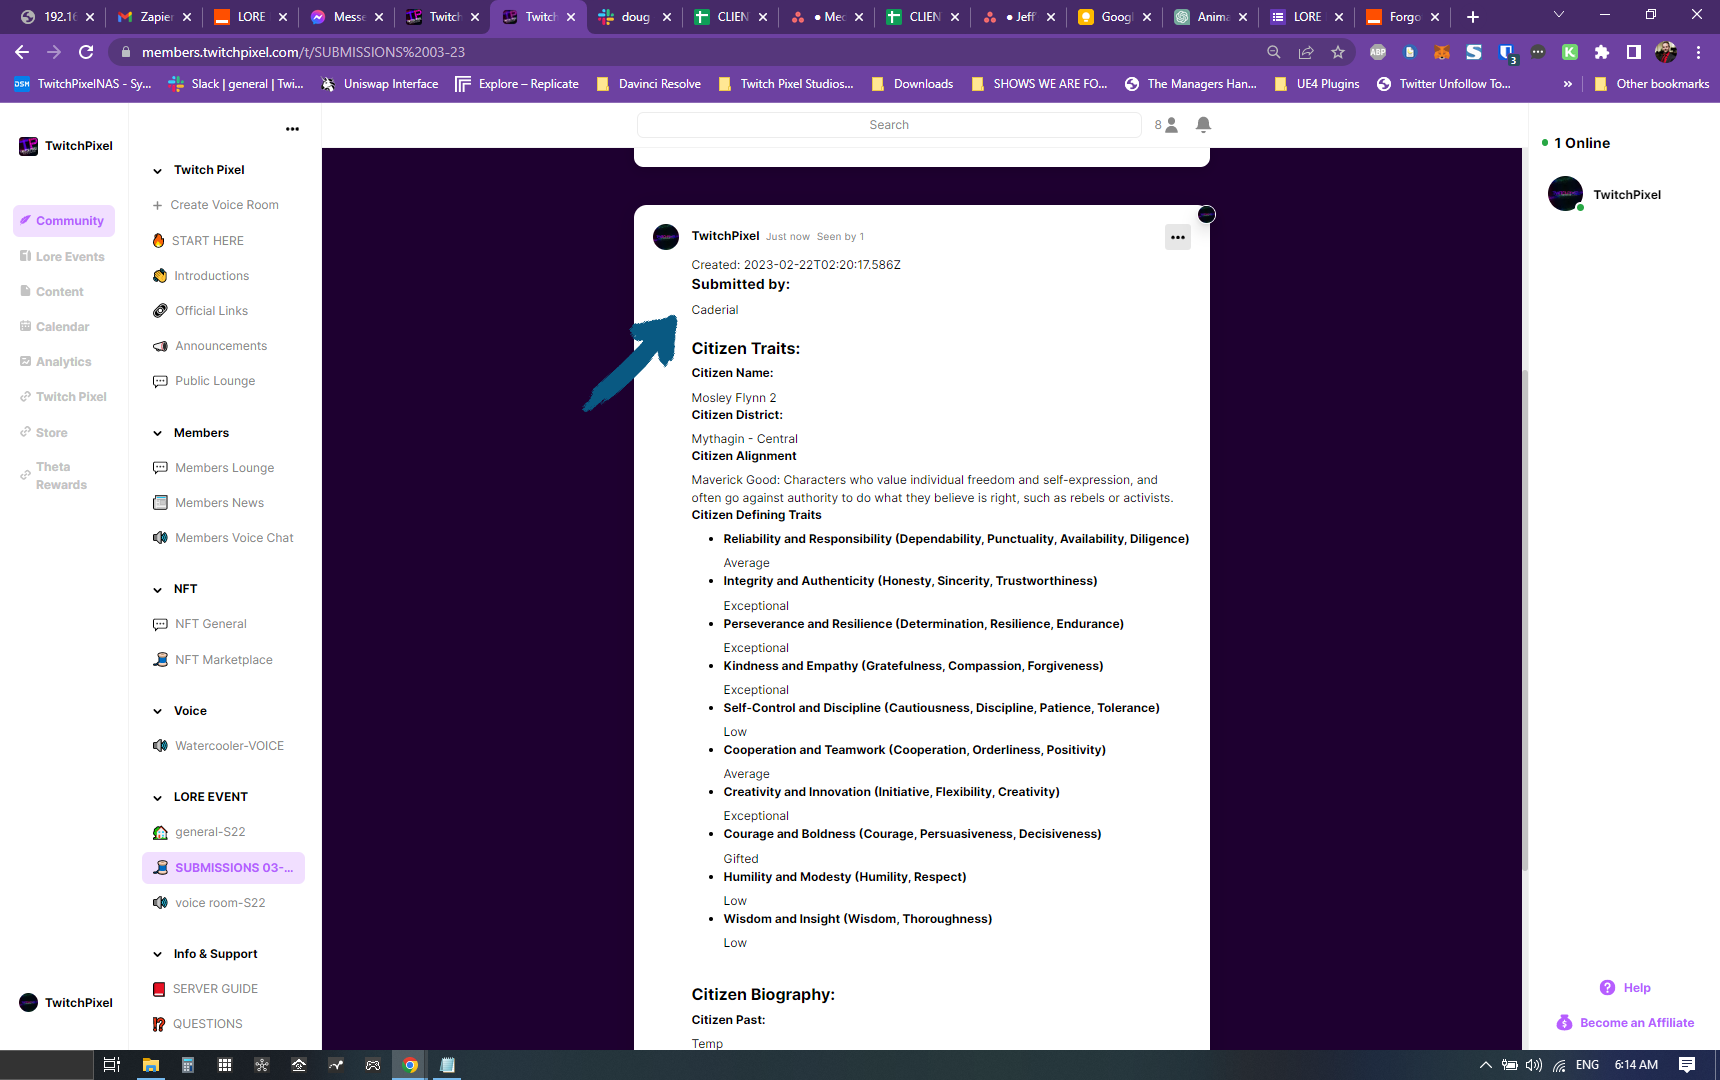 192.16
Zapier
LORE
Messe
Twitch
Twitch
doug
CLIEN
Mec
CLIEN
Jeff
Googl
Anima
LORE
Forgo
members.twitchpixel.com/t/SUBMISSIONS%2003-23
ABP
3
DSM
TwitchPixelNAS - Sy...
Slack | general | Twi...
Uniswap Interface
Explore – Replicate
Davinci Resolve
Twitch Pixel Studios...
Downloads
SHOWS WE ARE FO...
The Managers Han...
UE4 Plugins
Twitter Unfollow To...
»
Other bookmarks
TwitchPixel
Community
Lore Events
Content
Calendar
Analytics
Twitch Pixel
Store
Theta
Rewards
TwitchPixel
Twitch Pixel
Create Voice Room
START HERE
Introductions
Official Links
Announcements
Public Lounge
Members
Members Lounge
Members News
Members Voice Chat
NFT
NFT General
NFT Marketplace
Voice
Watercooler-VOICE
LORE EVENT
general-S22
SUBMISSIONS 03-...
voice room-S22
Info & Support
SERVER GUIDE
QUESTIONS
Search
8
TwitchPixel Just now Seen by 1
Created: 2023-02-22T02:20:17.586Z
Submitted by:
Caderial
Citizen Traits:
Citizen Name:
Mosley Flynn 2
Citizen District:
Mythagin - Central
Citizen Alignment
Maverick Good: Characters who value individual freedom and self-expression, and
often go against authority to do what they believe is right, such as rebels or activists.
Citizen Defining Traits
• Reliability and Responsibility (Dependability, Punctuality, Availability, Diligence)
Average
• Integrity and Authenticity (Honesty, Sincerity, Trustworthiness)
Exceptional
• Perseverance and Resilience (Determination, Resilience, Endurance)
Exceptional
• Kindness and Empathy (Gratefulness, Compassion, Forgiveness)
Exceptional
• Self-Control and Discipline (Cautiousness, Discipline, Patience, Tolerance)
Low
• Cooperation and Teamwork (Cooperation, Orderliness, Positivity)
Average
• Creativity and Innovation (Initiative, Flexibility, Creativity)
Exceptional
• Courage and Boldness (Courage, Persuasiveness, Decisiveness)
Gifted
• Humility and Modesty (Humility, Respect)
Low
• Wisdom and Insight (Wisdom, Thoroughness)
Low
Citizen Biography:
Citizen Past:
Temp
1 Online
TwitchPixel
Help
Become an Affiliate
ENG
6:14 AM